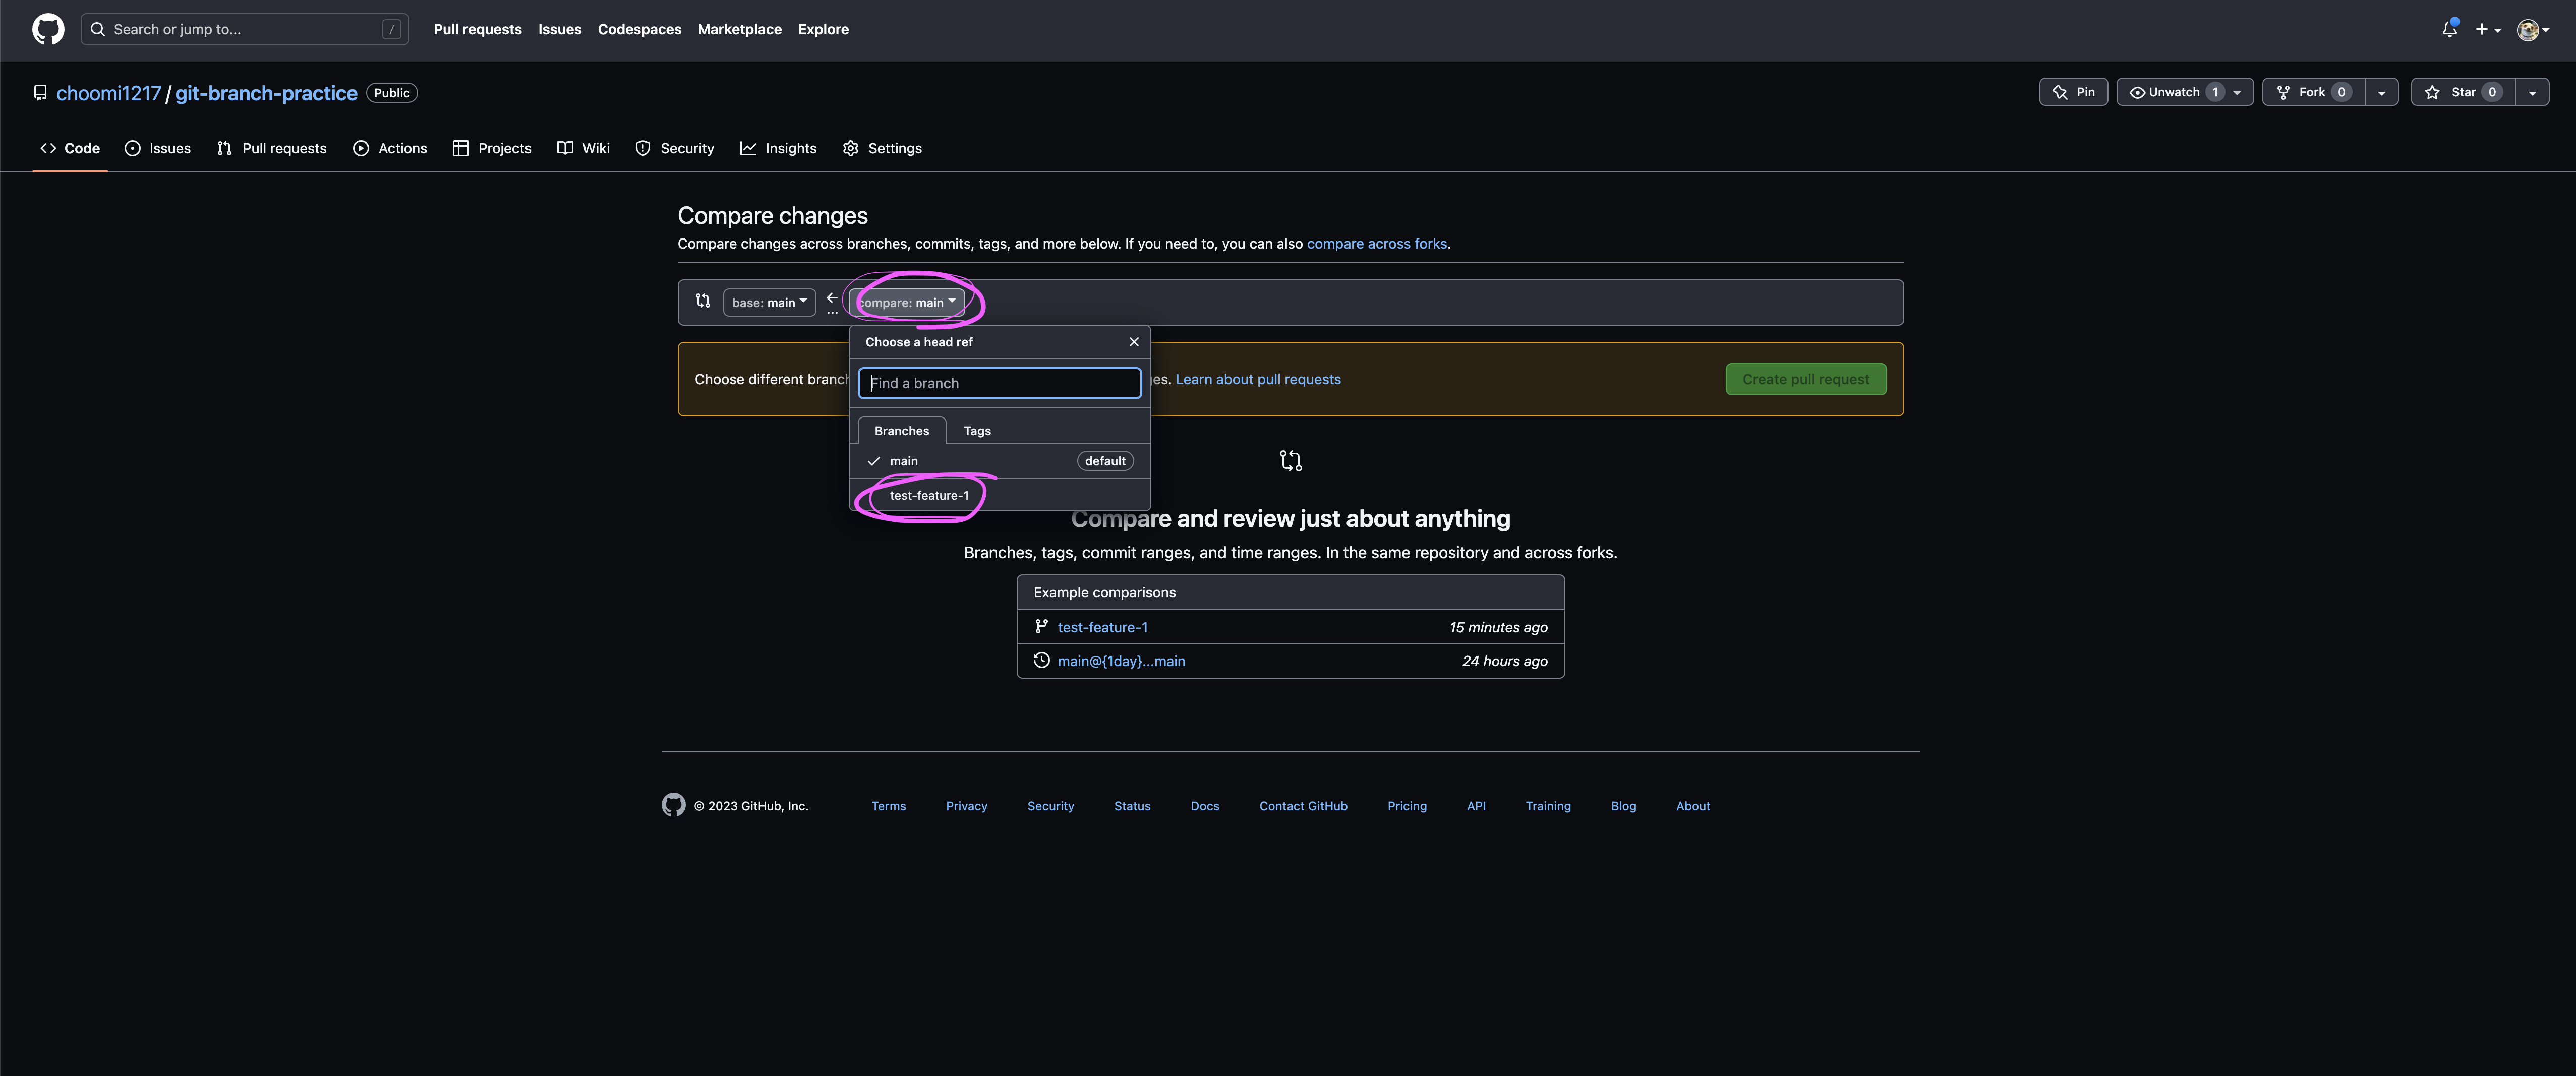 Search or jump to... /
Pull requests Issues Codespaces Marketplace Explore
choomi1217 / git-branch-practice Public
Pin Unwatch 1 Fork 0 Star 0
Code Issues Pull requests Actions Projects Wiki Security Insights Settings
Compare changes
Compare changes across branches, commits, tags, and more below. If you need to, you can also compare across forks.
base: main ... compare: main
Choose a head ref
Choose different Learn about pull requests Create pull request
Find a branch
Branches Tags
main default
test-feature-1
Compare and review just about anything
Branches, tags, commit ranges, and time ranges. In the same repository and across forks.
Example comparisons
test-feature-1 15 minutes ago
main@{1day}...main 24 hours ago
© 2023 GitHub, Inc. Terms Privacy Security Status Docs Contact GitHub Pricing API Training Blog About